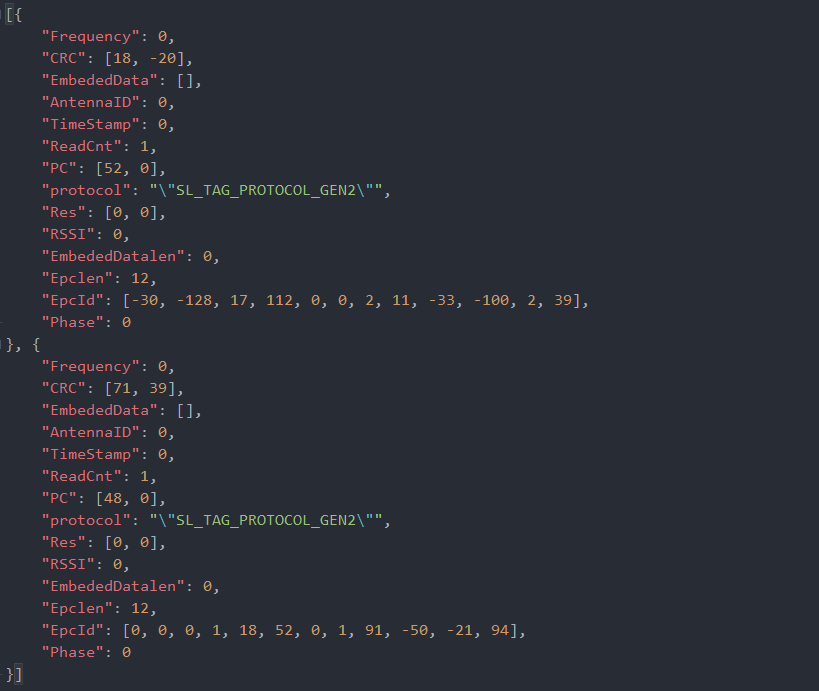 [{
    "Frequency": 0,
    "CRC": [18, -20],
    "EmbededData": [],
    "AntennaID": 0,
    "TimeStamp": 0,
    "ReadCnt": 1,
    "PC": [52, 0],
    "protocol": "\"SL_TAG_PROTOCOL_GEN2\"",
    "Res": [0, 0],
    "RSSI": 0,
    "EmbededDatalen": 0,
    "Epclen": 12,
    "EpcId": [-30, -128, 17, 112, 0, 0, 2, 11, -33, -100, 2, 39],
    "Phase": 0
}, {
    "Frequency": 0,
    "CRC": [71, 39],
    "EmbededData": [],
    "AntennaID": 0,
    "TimeStamp": 0,
    "ReadCnt": 1,
    "PC": [48, 0],
    "protocol": "\"SL_TAG_PROTOCOL_GEN2\"",
    "Res": [0, 0],
    "RSSI": 0,
    "EmbededDatalen": 0,
    "Epclen": 12,
    "EpcId": [0, 0, 0, 1, 18, 52, 0, 1, 91, -50, -21, 94],
    "Phase": 0
}]